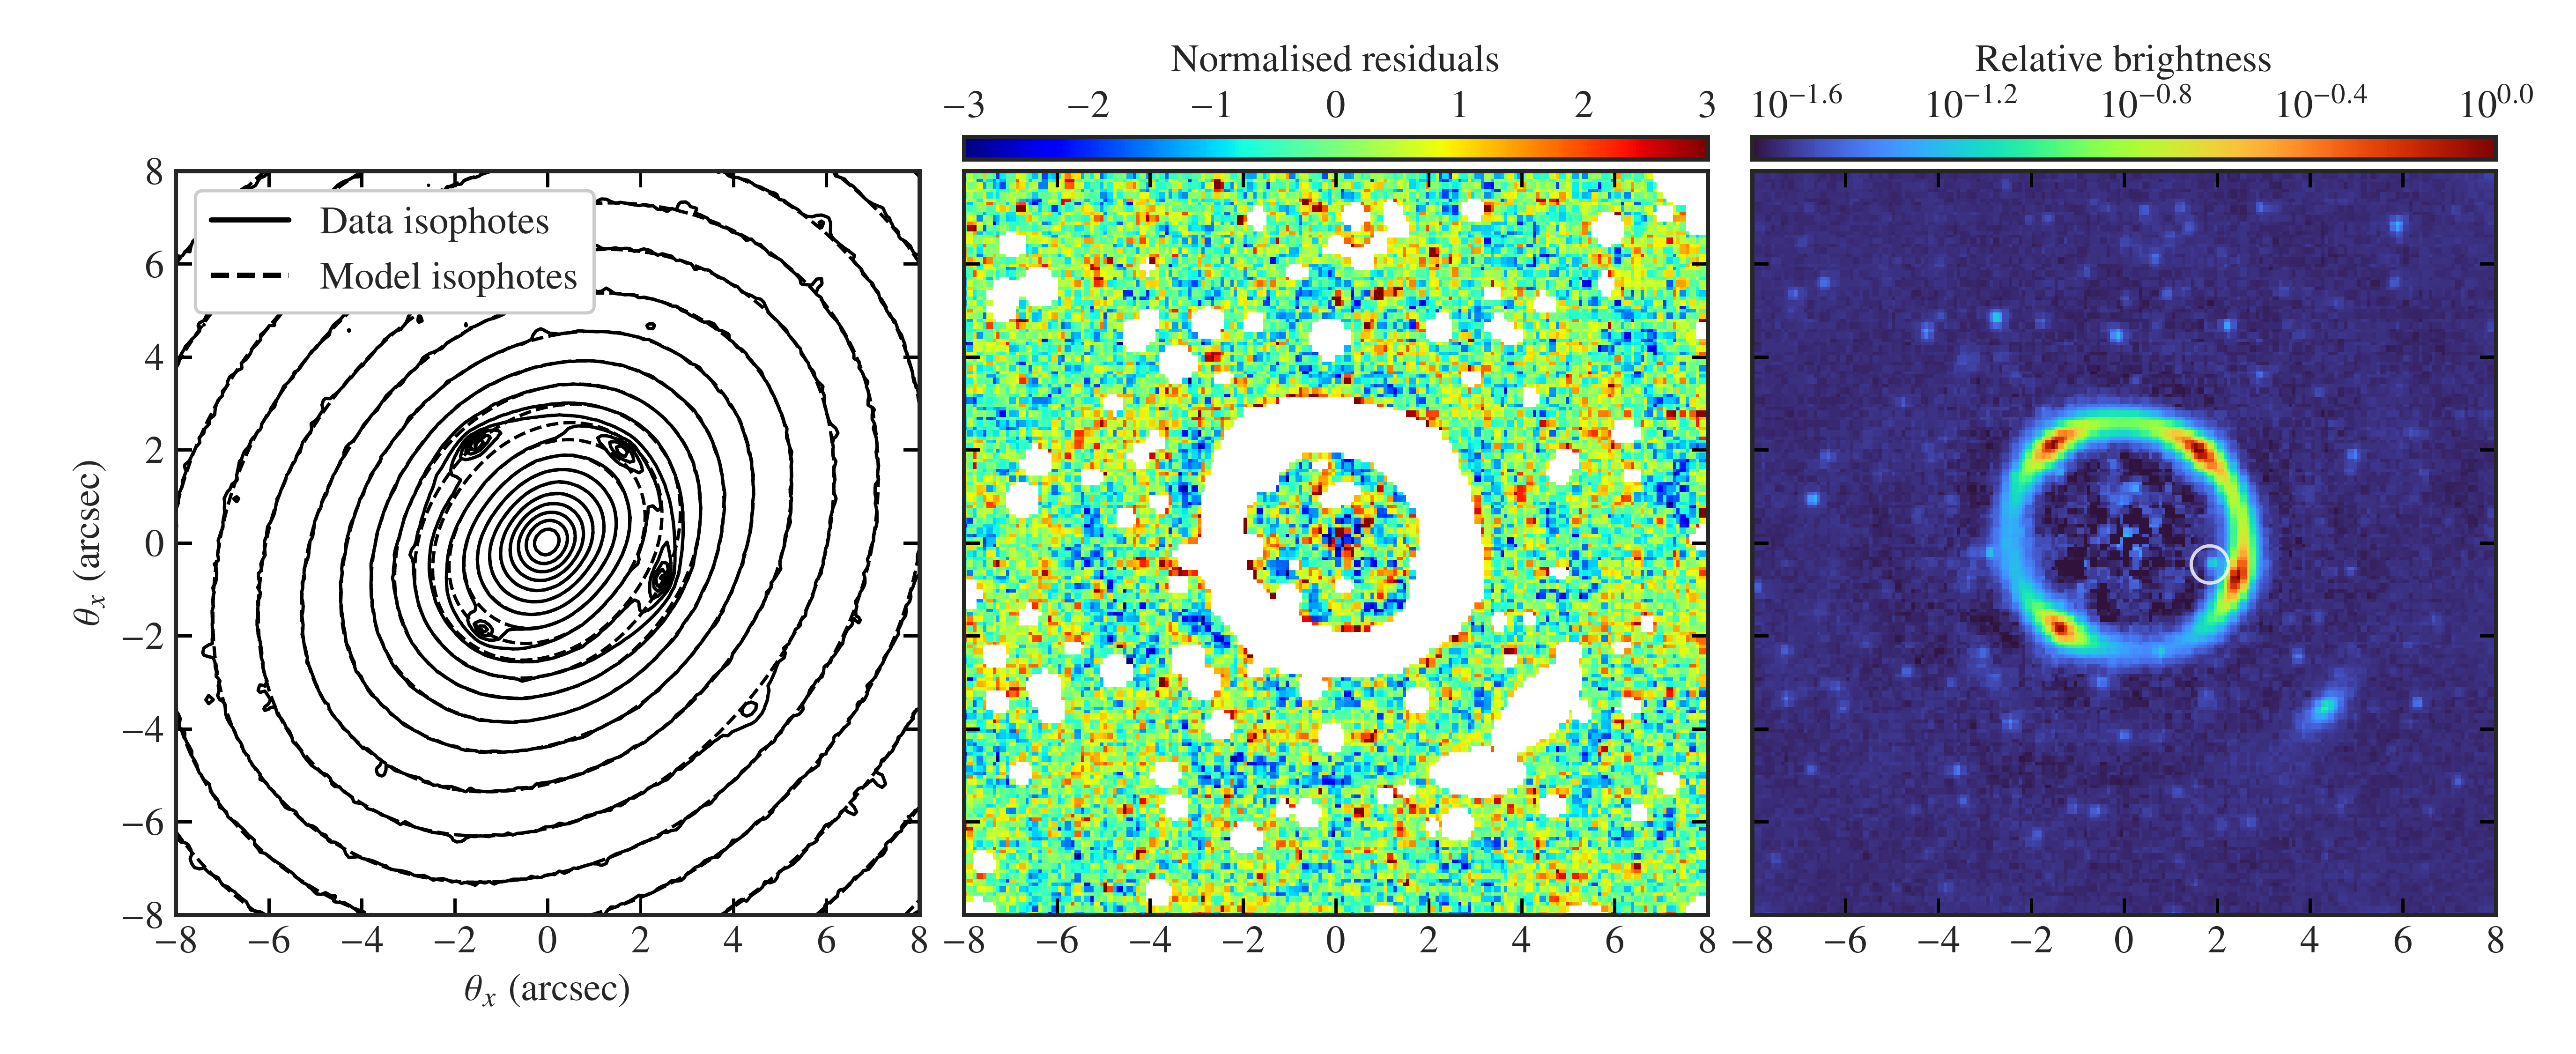 Normalised residuals
−3 −2 −1 0 1 2 3
Relative brightness
10^−1.6 10^−1.2 10^−0.8 10^−0.4 10^0.0
Data isophotes
Model isophotes
8
6
4
2
0
−2
−4
−6
−8
θx (arcsec)
−8 −6 −4 −2 0 2 4 6 8
θx (arcsec)
−8 −6 −4 −2 0 2 4 6 8
−8 −6 −4 −2 0 2 4 6 8